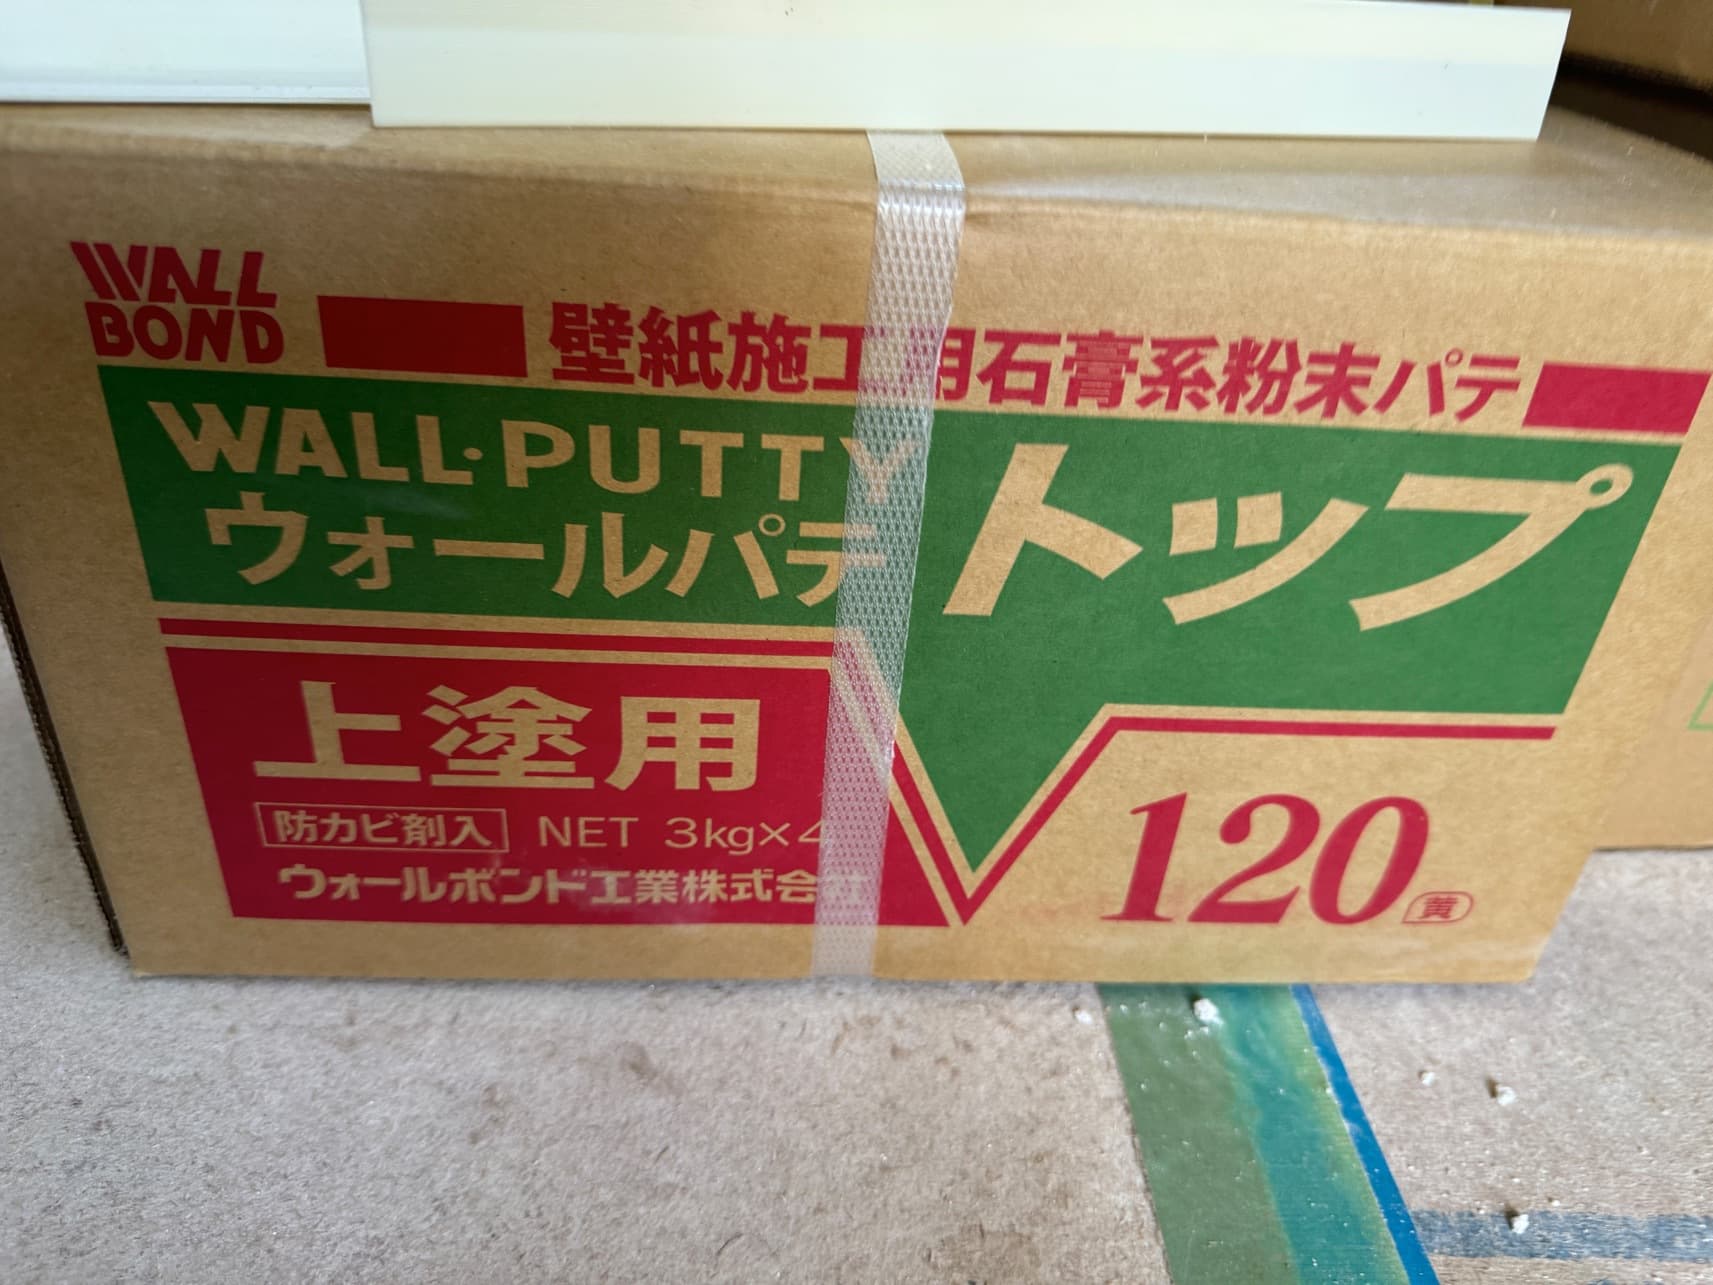 WALL
BOND
壁紙施工用石膏系粉末パテ
WALL・PUTTY
ウォールパテ トップ
上塗用
防カビ剤入 NET 3kg×4
ウォールボンド工業株式会社
120 黄